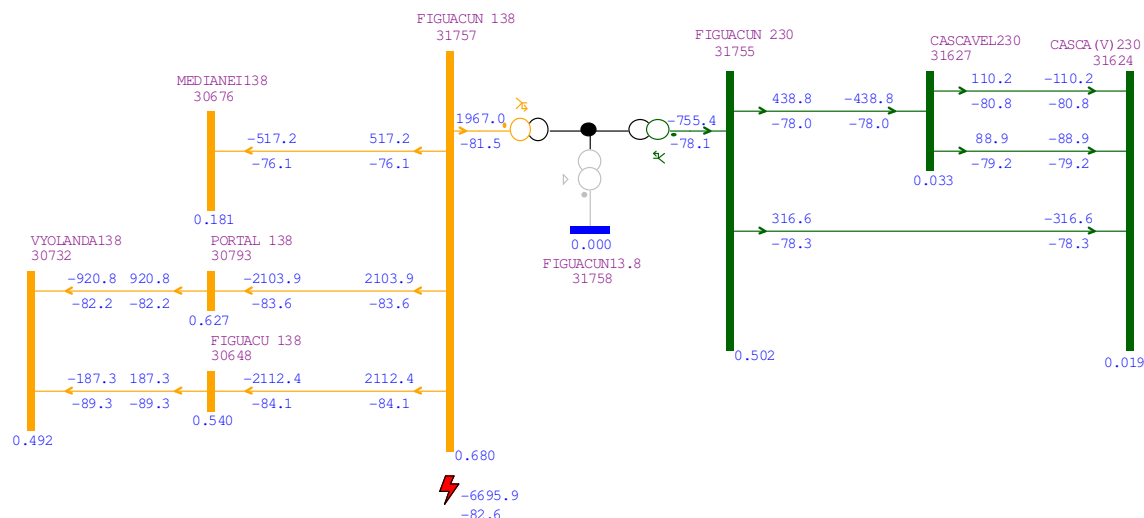 FIGUACUN 138
31757
FIGUACUN 230
31755
CASCAVEL230
31627
CASCA(V)230
31624
MEDIANEI138
30676
110.2 -110.2
-80.8 -80.8
438.8 -438.8
-78.0 -78.0
1967.0
-81.5
-755.4
-78.1
-517.2 517.2
-76.1 -76.1
88.9 -88.9
-79.2 -79.2
0.033
0.181
316.6 -316.6
-78.3 -78.3
VYOLANDA138
30732
PORTAL 138
30793
0.000
FIGUACUN13.8
31758
-920.8 920.8 -2103.9 2103.9
-82.2 -82.2 -83.6 -83.6
0.627
FIGUACU 138
30648
0.502
0.019
-187.3 187.3 -2112.4 2112.4
-89.3 -89.3 -84.1 -84.1
0.540
0.492
0.680
-6695.9
-82.6